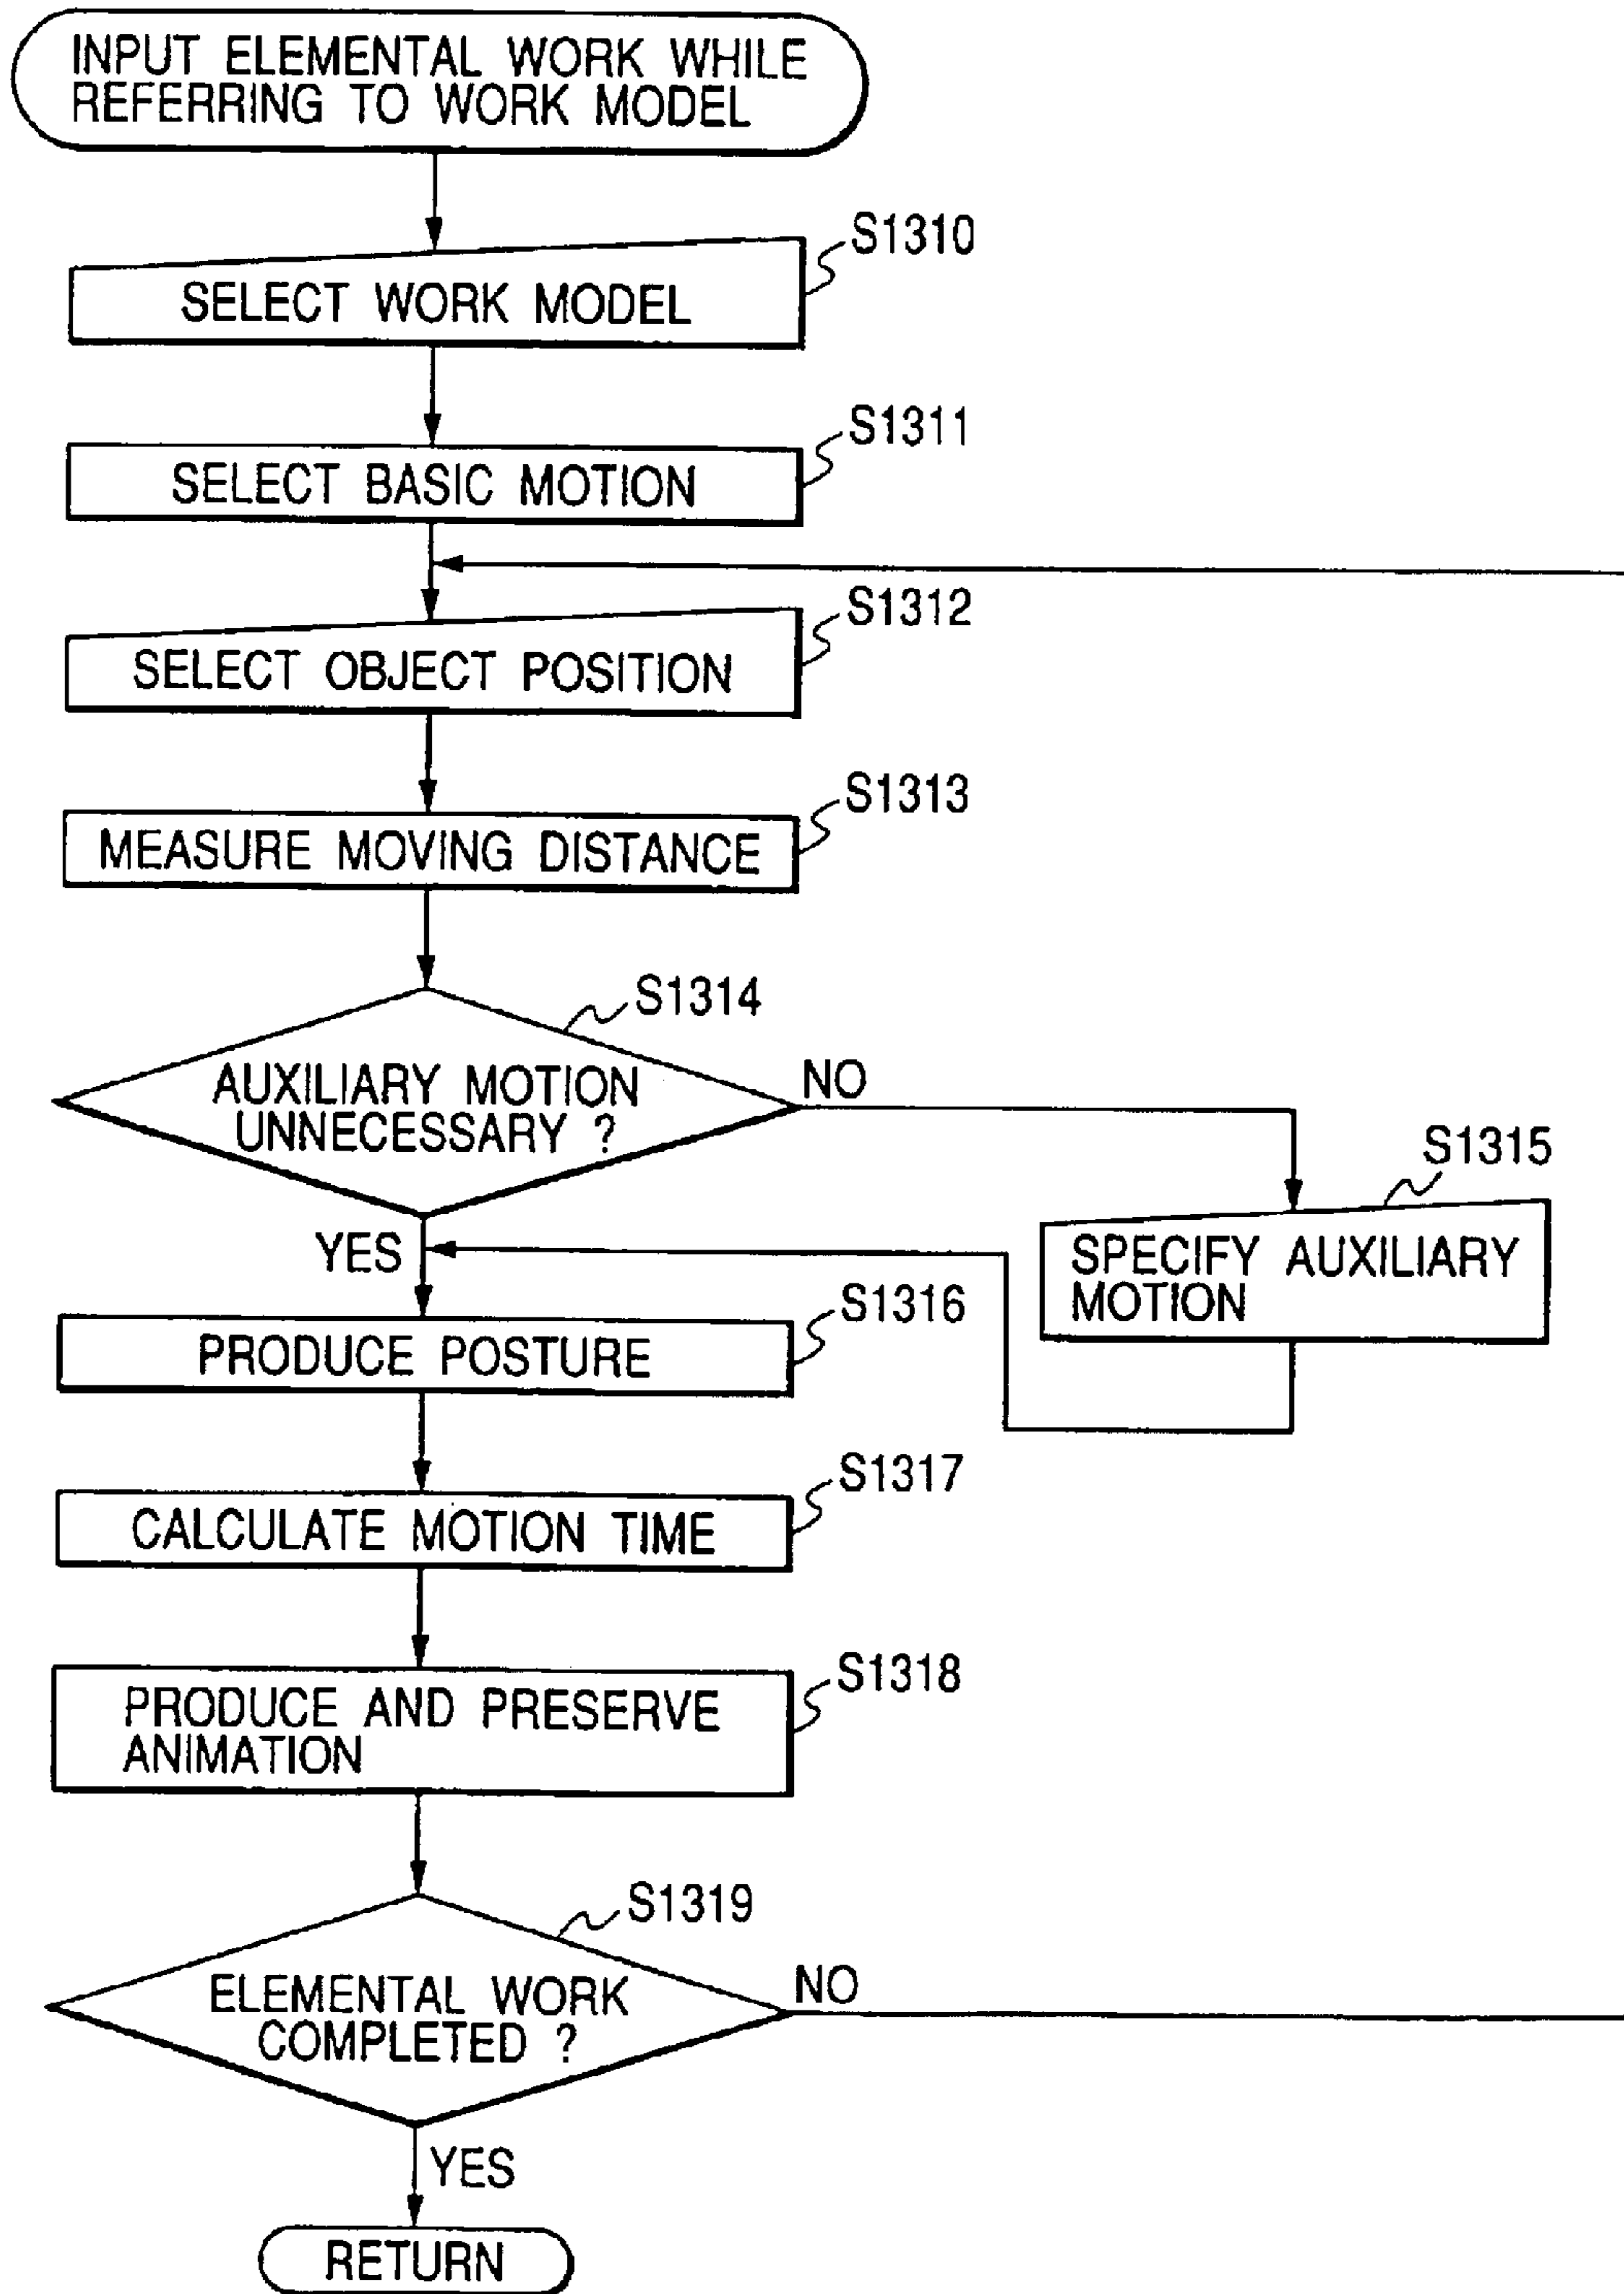 INPUT ELEMENTAL WORK WHILE
REFERRING TO WORK MODEL
S1310
SELECT WORK MODEL
S1311
SELECT BASIC MOTION
S1312
SELECT OBJECT POSITION
S1313
MEASURE MOVING DISTANCE
S1314
AUXILIARY MOTION
UNNECESSARY ?
NO
S1315
SPECIFY AUXILIARY
MOTION
YES
S1316
PRODUCE POSTURE
S1317
CALCULATE MOTION TIME
S1318
PRODUCE AND PRESERVE
ANIMATION
S1319
ELEMENTAL WORK
COMPLETED ?
NO
YES
RETURN